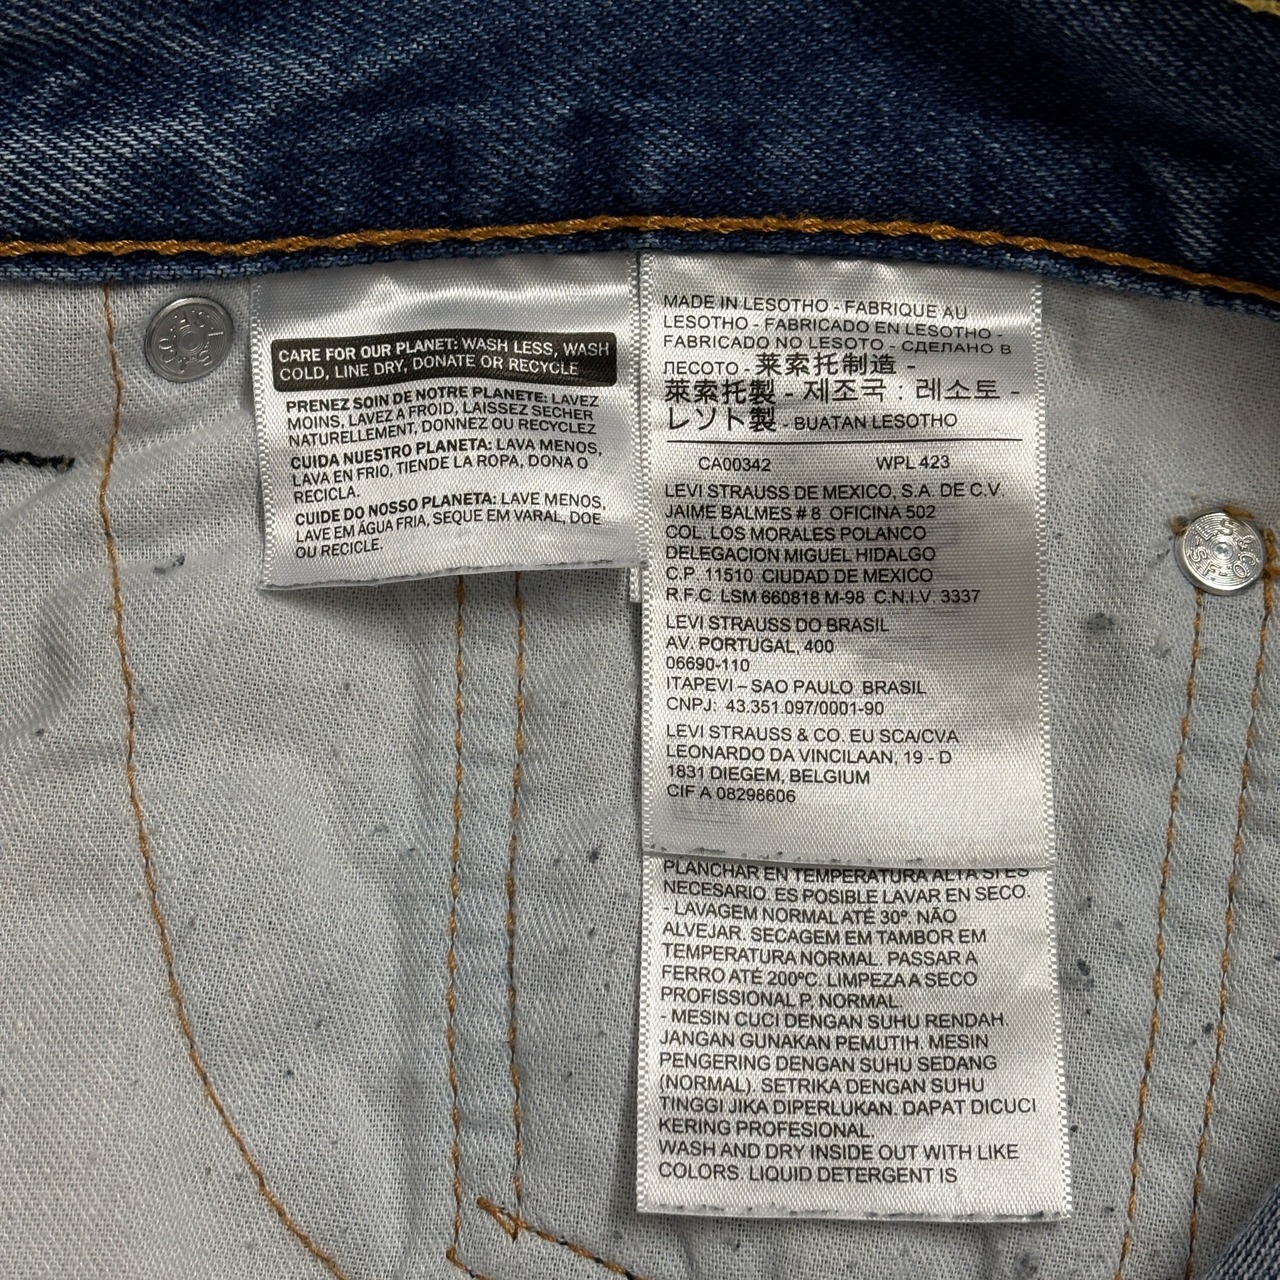 CARE FOR OUR PLANET: WASH LESS, WASH
COLD, LINE DRY, DONATE OR RECYCLE
PRENEZ SOIN DE NOTRE PLANETE: LAVEZ
MOINS, LAVEZ A FROID, LAISSEZ SECHER
NATURELLEMENT, DONNEZ OU RECYCLEZ
CUIDA NUESTRO PLANETA: LAVA MENOS,
LAVA EN FRIO, TIENDE LA ROPA, DONA O
RECICLA.
CUIDE DO NOSSO PLANETA: LAVE MENOS,
LAVE EM ÁGUA FRIA, SEQUE EM VARAL, DOE
OU RECICLE.
MADE IN LESOTHO - FABRIQUE AU
LESOTHO - FABRICADO EN LESOTHO -
FABRICADO NO LESOTO - СДЕЛАНО В
ЛЕСОТО - 莱索托制造 -
萊索托製 - 제조국 : 레소토 -
レソト製 - BUATAN LESOTHO
CA00342 WPL 423
LEVI STRAUSS DE MEXICO, S.A. DE C.V
JAIME BALMES # 8 OFICINA 502
COL. LOS MORALES POLANCO
DELEGACION MIGUEL HIDALGO
C.P. 11510 CIUDAD DE MEXICO
R.F.C. LSM 660818 M-98 C.N.I.V. 3337
LEVI STRAUSS DO BRASIL
AV. PORTUGAL, 400
06690-110
ITAPEVI – SAO PAULO BRASIL
CNPJ: 43.351.097/0001-90
LEVI STRAUSS & CO. EU SCA/CVA
LEONARDO DA VINCILAAN, 19 - D
1831 DIEGEM, BELGIUM
CIF A 08298606
PLANCHAR EN TEMPERATURA ALTA SI ES
NECESARIO. ES POSIBLE LAVAR EN SECO.
- LAVAGEM NORMAL ATÉ 30º. NÃO
ALVEJAR. SECAGEM EM TAMBOR EM
TEMPERATURA NORMAL. PASSAR A
FERRO ATÉ 200ºC. LIMPEZA A SECO
PROFISSIONAL P. NORMAL.
- MESIN CUCI DENGAN SUHU RENDAH.
JANGAN GUNAKAN PEMUTIH. MESIN
PENGERING DENGAN SUHU SEDANG
(NORMAL). SETRIKA DENGAN SUHU
TINGGI JIKA DIPERLUKAN. DAPAT DICUCI
KERING PROFESIONAL.
WASH AND DRY INSIDE OUT WITH LIKE
COLORS. LIQUID DETERGENT IS